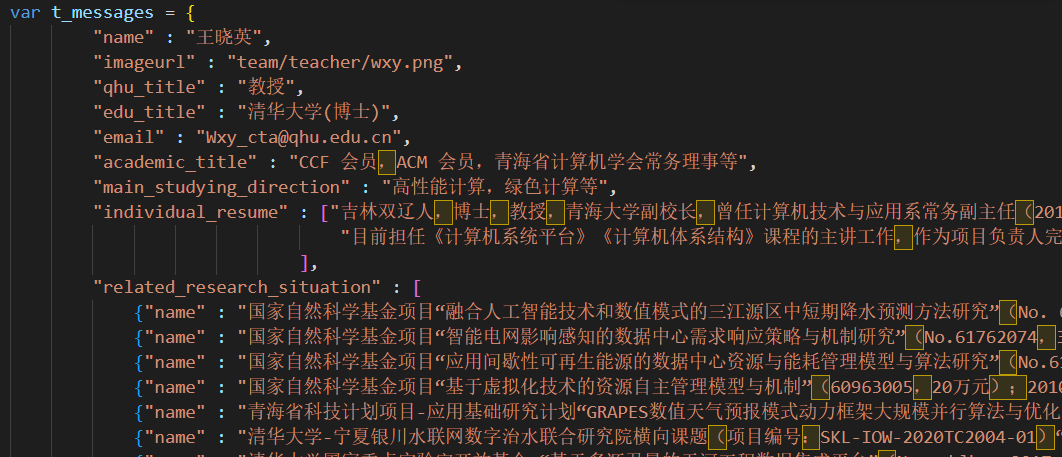 var t_messages = {
"name" : "王晓英",
"imageurl" : "team/teacher/wxy.png",
"qhu_title" : "教授",
"edu_title" : "清华大学(博士)",
"email" : "Wxy_cta@qhu.edu.cn",
"academic_title" : "CCF 会员，ACM 会员, 青海省计算机学会常务理事等",
"main_studying_direction" : "高性能计算, 绿色计算等",
"individual_resume" : ["吉林双辽人，博士，教授，青海大学副校长，曾任计算机技术与应用系常务副主任（201
"目前担任《计算机系统平台》《计算机体系结构》课程的主讲工作，作为项目负责人完
],
"related_research_situation" : [
{"name" : "国家自然科学基金项目“融合人工智能技术和数值模式的三江源区中短期降水预测方法研究”（No. 6
{"name" : "国家自然科学基金项目“智能电网影响感知的数据中心需求响应策略与机制研究”（No.61762074，3
{"name" : "国家自然科学基金项目“应用间歇性可再生能源的数据中心资源与能耗管理模型与算法研究”（No.61
{"name" : "国家自然科学基金项目“基于虚拟化技术的资源自主管理模型与机制”（60963005，20万元）；2010
{"name" : "青海省科技计划项目-应用基础研究计划“GRAPES数值天气预报模式动力框架大规模并行算法与优化
{"name" : "清华大学-宁夏银川水联网数字治水联合研究院横向课题（项目编号：SKL-IOW-2020TC2004-01）“